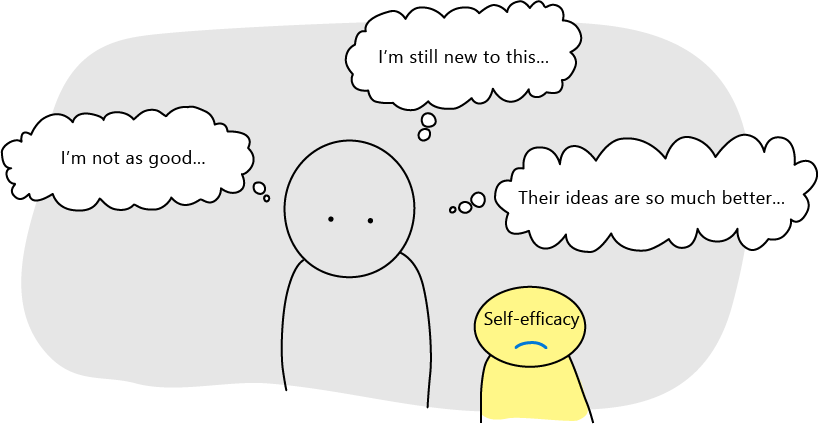 I'm still new to this...
I'm not as good...
Their ideas are so much better...
Self-efficacy